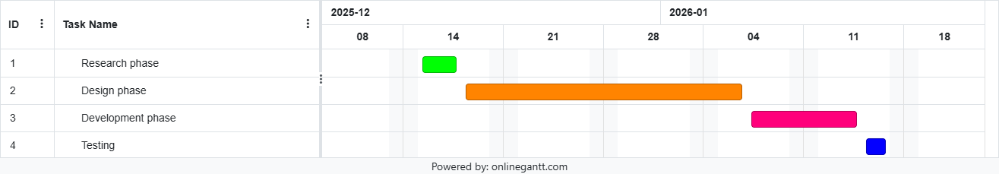 ID Task Name 2025-12 2026-01
08 14 21 28 04 11 18
1 Research phase
2 Design phase
3 Development phase
4 Testing
Powered by: onlinegantt.com